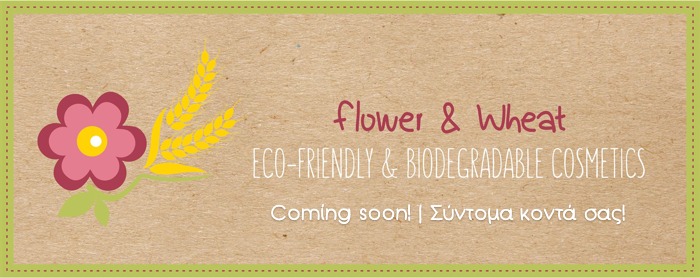 Flower & Wheat
ECO-FRIENDLY & BIODEGRADABLE COSMETICS
Coming soon! | Σύντομα κοντά σας!